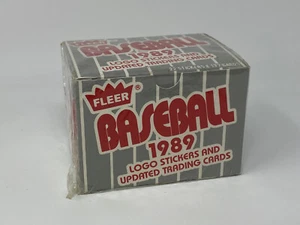 FLEER®
BASEBALL
1989
LOGO STICKERS AND
UPDATED TRADING CARDS